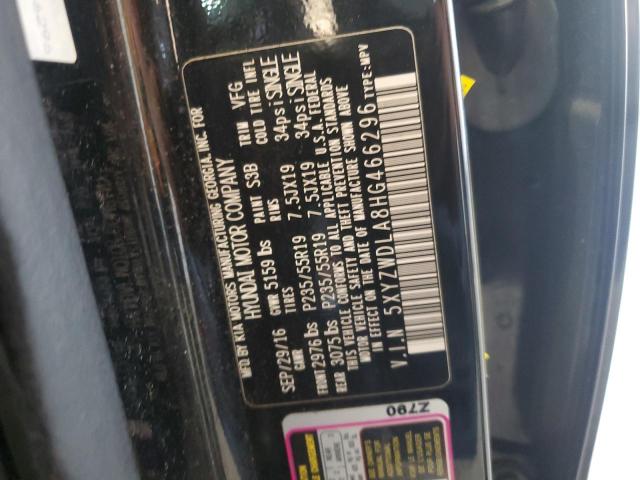 MFG BY KIA MOTORS MANUFACTURING GEORGIA, INC. FOR
HYUNDAI MOTOR COMPANY
SEP/29/16 GVWR 5159 lbs PAINT S3B TRIM VFG
GAWR TIRES RIMS COLD TIRE INFL
FRONT 2976 lbs P235/55R19 7.5JX19 34psi SINGLE
REAR 3075 lbs P235/55R19 7.5JX19 34psi SINGLE
THIS VEHICLE CONFORMS TO ALL APPLICABLE U.S.A. FEDERAL
MOTOR VEHICLE SAFETY AND THEFT PREVENTION STANDARDS
IN EFFECT ON THE DATE OF MANUFACTURE SHOWN ABOVE
V.I.N 5XYZWDLA8HG466296 TYPE:MPV
Z790